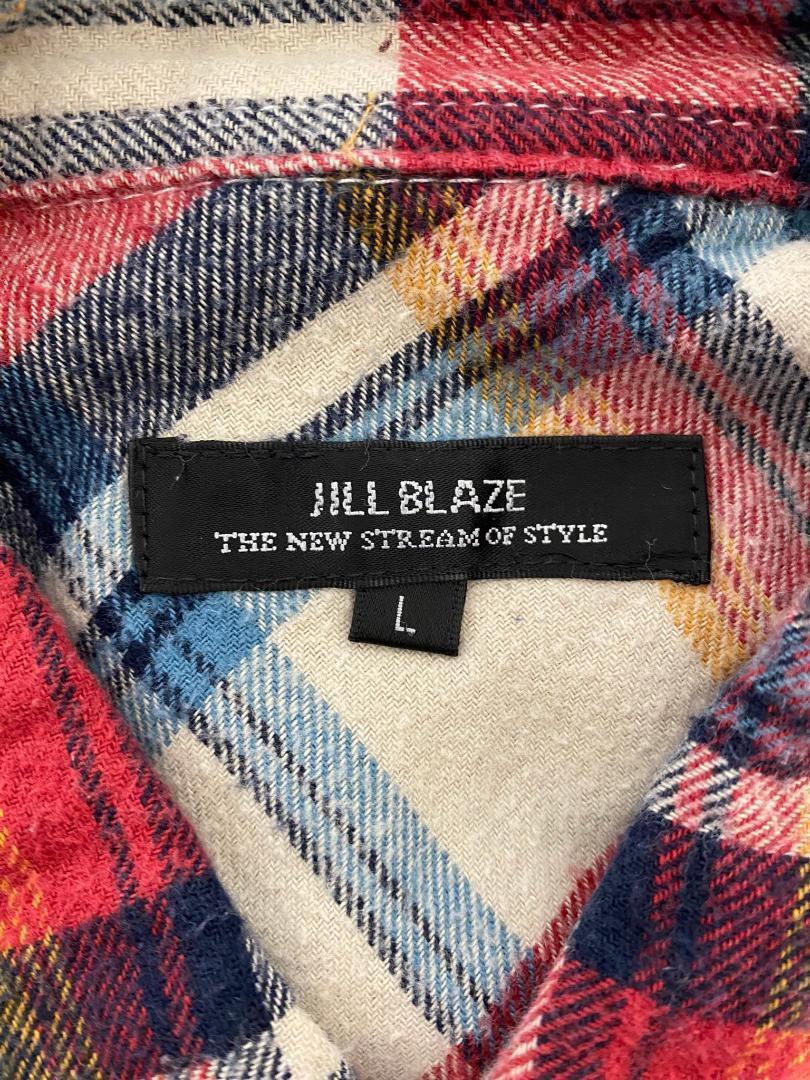 JILL BLAZE
THE NEW STREAM OF STYLE
L